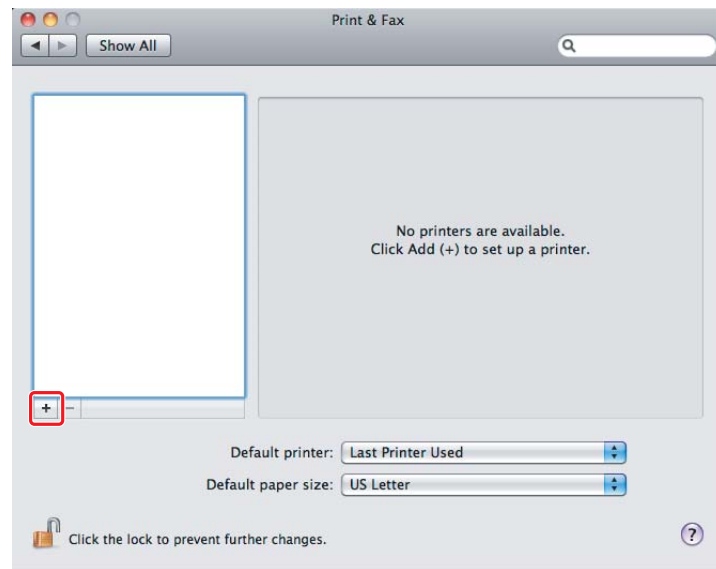 Print & Fax
Show All
No printers are available.
Click Add (+) to set up a printer.
+ −
Default printer: Last Printer Used
Default paper size: US Letter
Click the lock to prevent further changes.
?